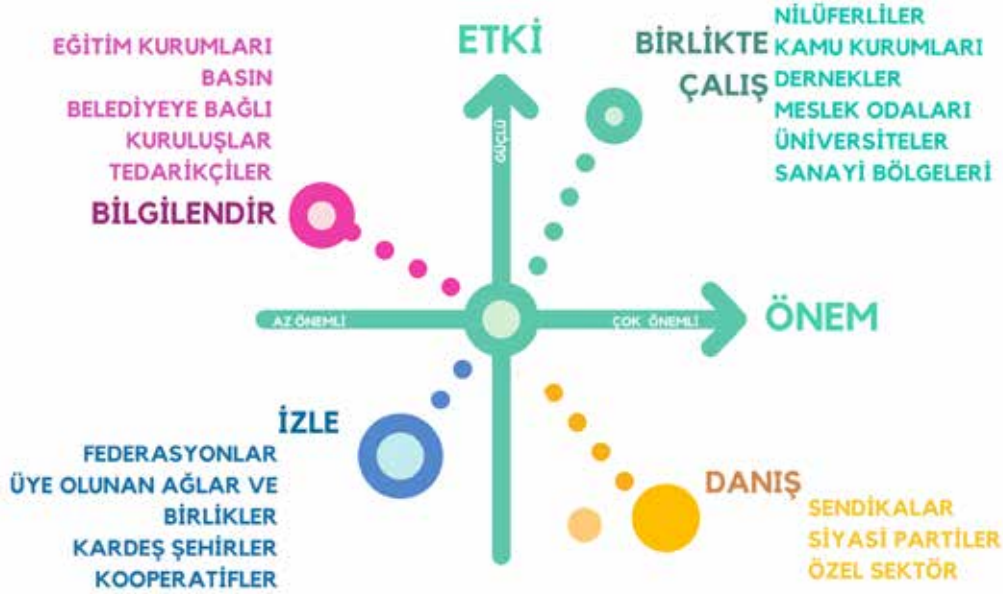 EĞİTİM KURUMLARI
BASIN
BELEDİYEYE BAĞLI
KURULUŞLAR
TEDARİKÇİLER
BİLGİLENDİR
ETKİ
GÜÇLÜ
BİRLİKTE
ÇALIŞ
NİLÜFERLİLER
KAMU KURUMLARI
DERNEKLER
MESLEK ODALARI
ÜNİVERSİTELER
SANAYİ BÖLGELERİ
AZ ÖNEMLİ
ÇOK ÖNEMLİ
ÖNEM
İZLE
FEDERASYONLAR
ÜYE OLUNAN AĞLAR VE
BİRLİKLER
KARDEŞ ŞEHİRLER
KOOPERATİFLER
DANIŞ
SENDİKALAR
SİYASİ PARTİLER
ÖZEL SEKTÖR